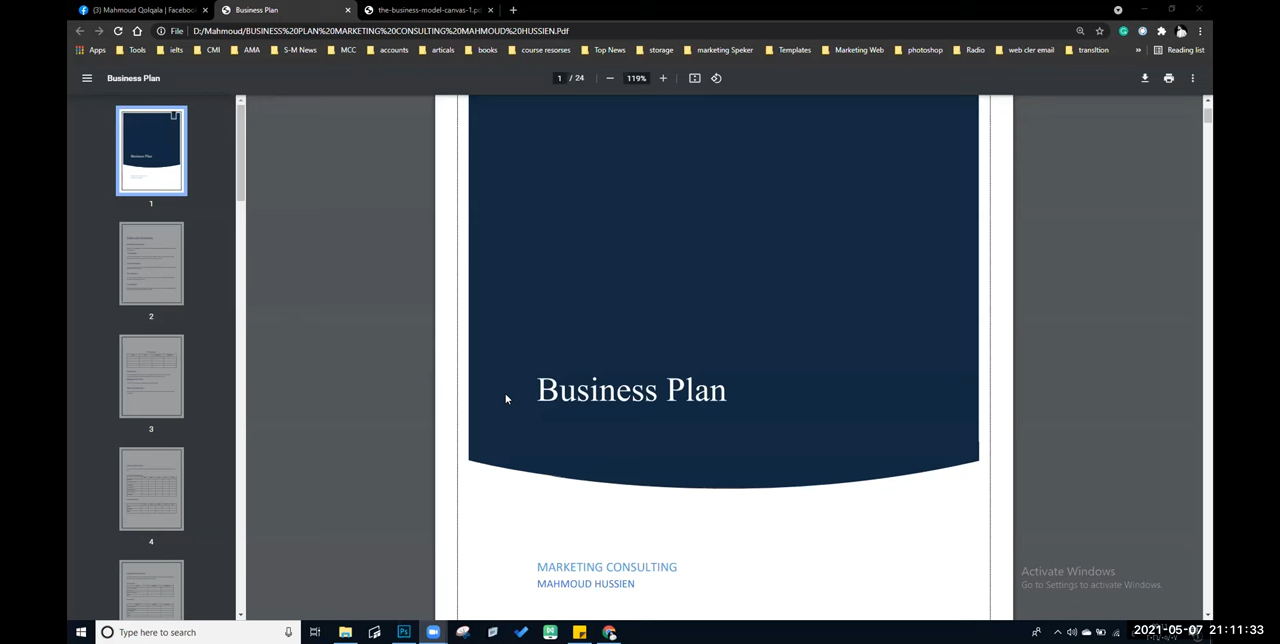 (3) Mahmoud Qolqala | Faceboo
Business Plan
the-business-model-canvas-1.pd
File
D:/Mahmoud/BUSINESS%20PLAN%20MARKETING%20CONSULTING%20MAHMOUD%20HUSSIEN.Pdf
Apps Tools ielts CMI AMA S-M News MCC accounts articals books course resorses Top News storage marketing Speker Templates Marketing Web photoshop Radio web cler email transltion » Reading list
Business Plan
1 / 24
119%
Business Plan
1
2
3
4
Business Plan
MARKETING CONSULTING
MAHMOUD HUSSIEN
Activate Windows
Go to Settings to activate Windows.
Type here to search
2021-05-07 21:11:33